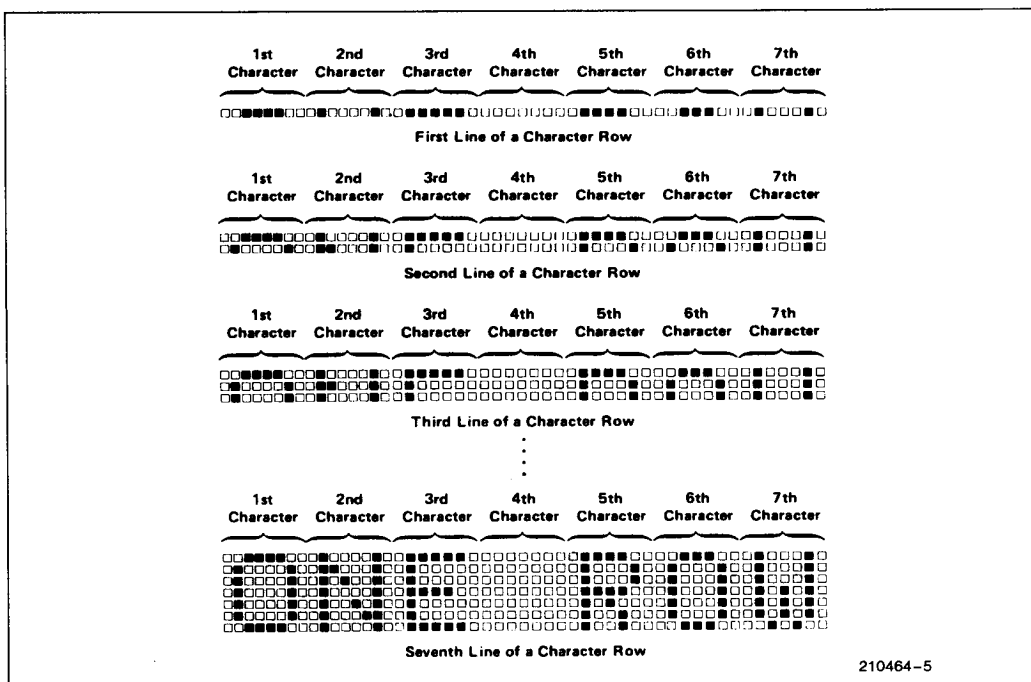 1st 2nd 3rd 4th 5th 6th 7th
Character Character Character Character Character Character Character
First Line of a Character Row
1st 2nd 3rd 4th 5th 6th 7th
Character Character Character Character Character Character Character
Second Line of a Character Row
1st 2nd 3rd 4th 5th 6th 7th
Character Character Character Character Character Character Character
Third Line of a Character Row
1st 2nd 3rd 4th 5th 6th 7th
Character Character Character Character Character Character Character
Seventh Line of a Character Row
210464-5